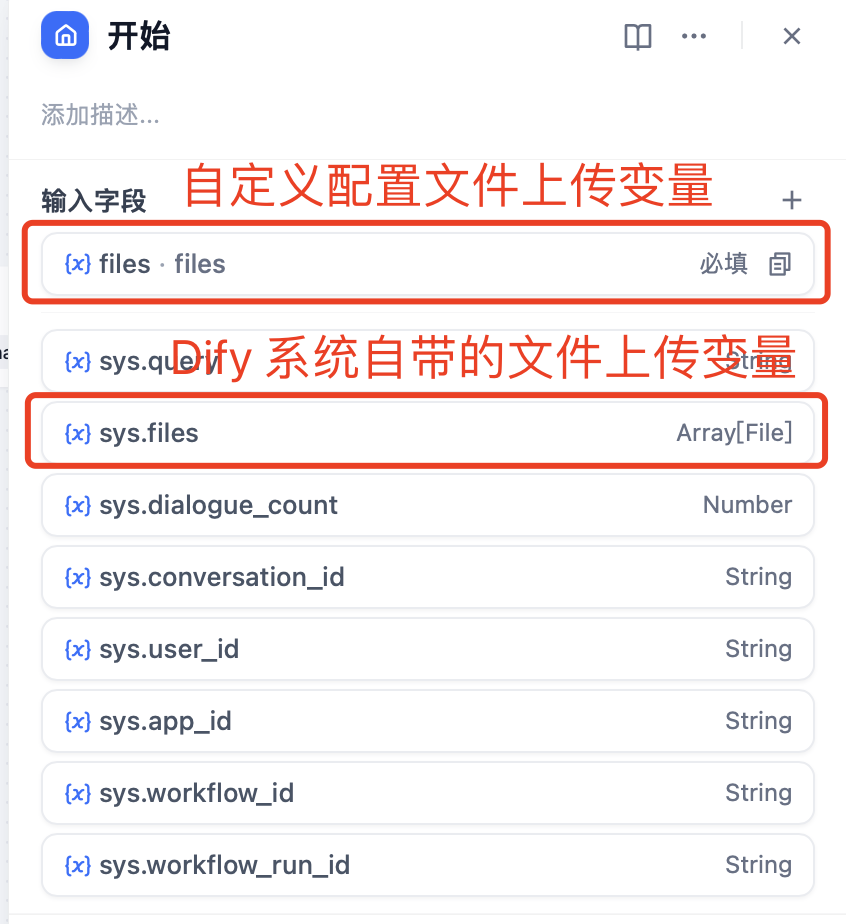 开始
添加描述...
自定义配置文件上传变量
输入字段
{x} files · files 必填
Dify 系统自带的文件上传变量
{x} sys.query String
{x} sys.files Array[File]
{x} sys.dialogue_count Number
{x} sys.conversation_id String
{x} sys.user_id String
{x} sys.app_id String
{x} sys.workflow_id String
{x} sys.workflow_run_id String